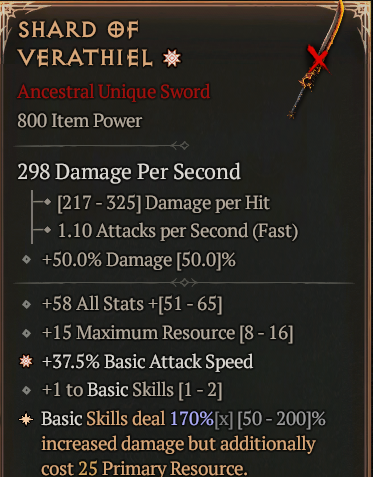 SHARD OF
VERATHIEL
Ancestral Unique Sword
800 Item Power
298 Damage Per Second
[217 - 325] Damage per Hit
1.10 Attacks per Second (Fast)
+50.0% Damage [50.0]%
+58 All Stats +[51 - 65]
+15 Maximum Resource [8 - 16]
+37.5% Basic Attack Speed
+1 to Basic Skills [1 - 2]
Basic Skills deal 170%[x] [50 - 200]%
increased damage but additionally
cost 25 Primary Resource.